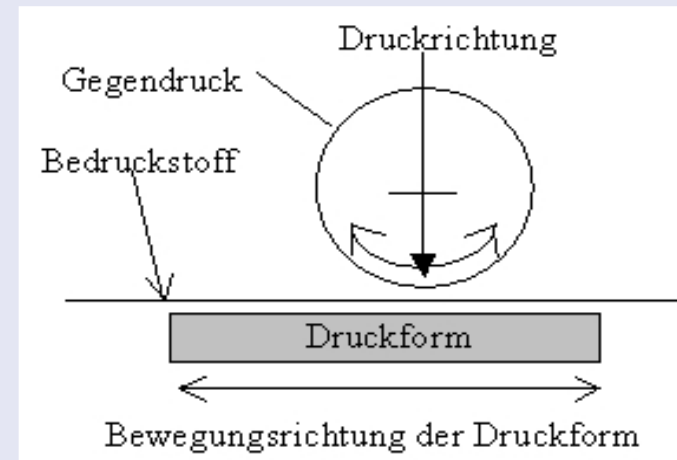 Druckrichtung
Gegendruck
Bedruckstoff
Druckform
Bewegungsrichtung der Druckform